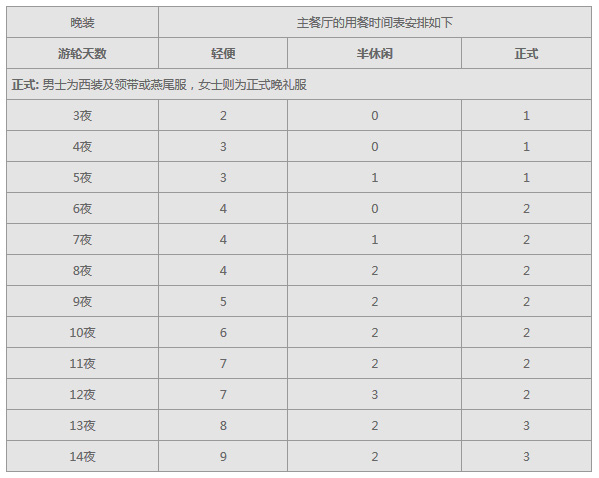 晚装 主餐厅的用餐时间表安排如下
游轮天数 轻便 半休闲 正式
正式: 男士为西装及领带或燕尾服，女士则为正式晚礼服
3夜 2 0 1
4夜 3 0 1
5夜 3 1 1
6夜 4 0 2
7夜 4 1 2
8夜 4 2 2
9夜 5 2 2
10夜 6 2 2
11夜 7 2 2
12夜 7 3 2
13夜 8 2 3
14夜 9 2 3